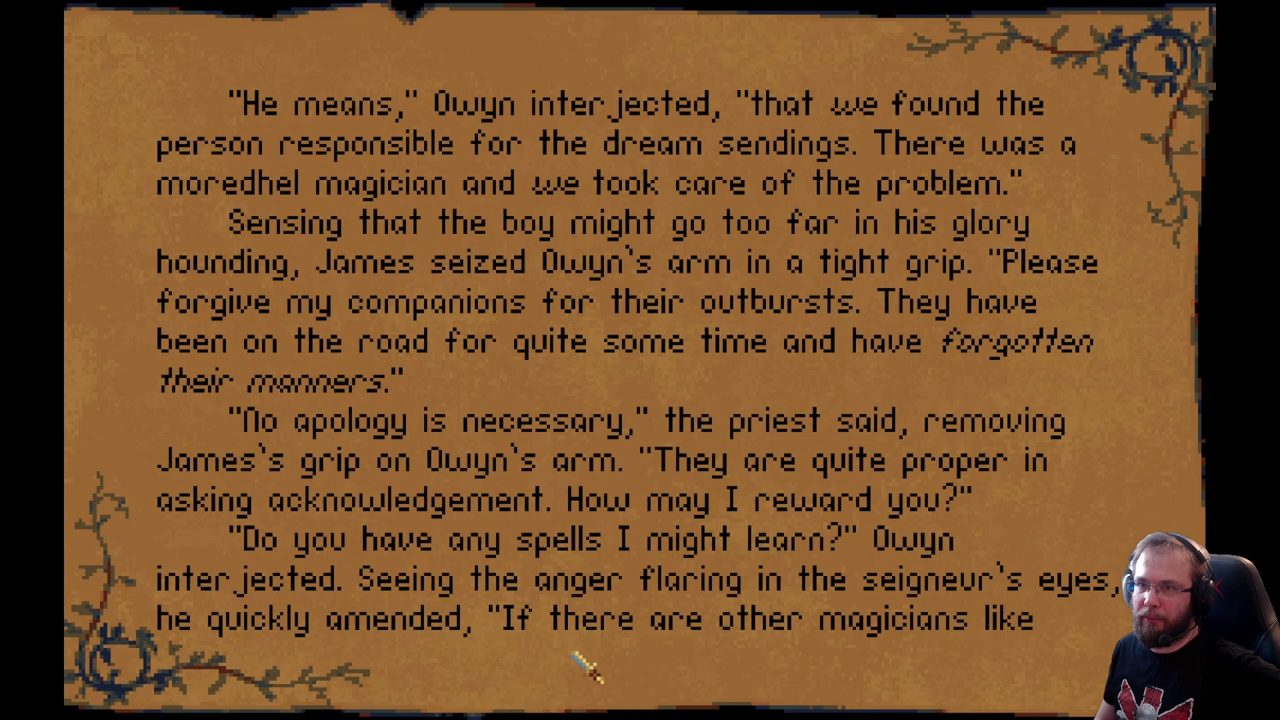 "He means," Owyn interjected, "that we found the
person responsible for the dream sendings. There was a
moredhel magician and we took care of the problem."
Sensing that the boy might go too far in his glory
hounding, James seized Owyn`s arm in a tight grip. "Please
forgive my companions for their outbursts. They have
been on the road for quite some time and have forgotten
their manners."
"No apology is necessary," the priest said, removing
James`s grip on Owyn`s arm. "They are quite proper in
asking acknowledgement. How may I reward you?"
"Do you have any spells I might learn?" Owyn
interjected. Seeing the anger flaring in the seigneur`s eyes,
he quickly amended, "If there are other magicians like